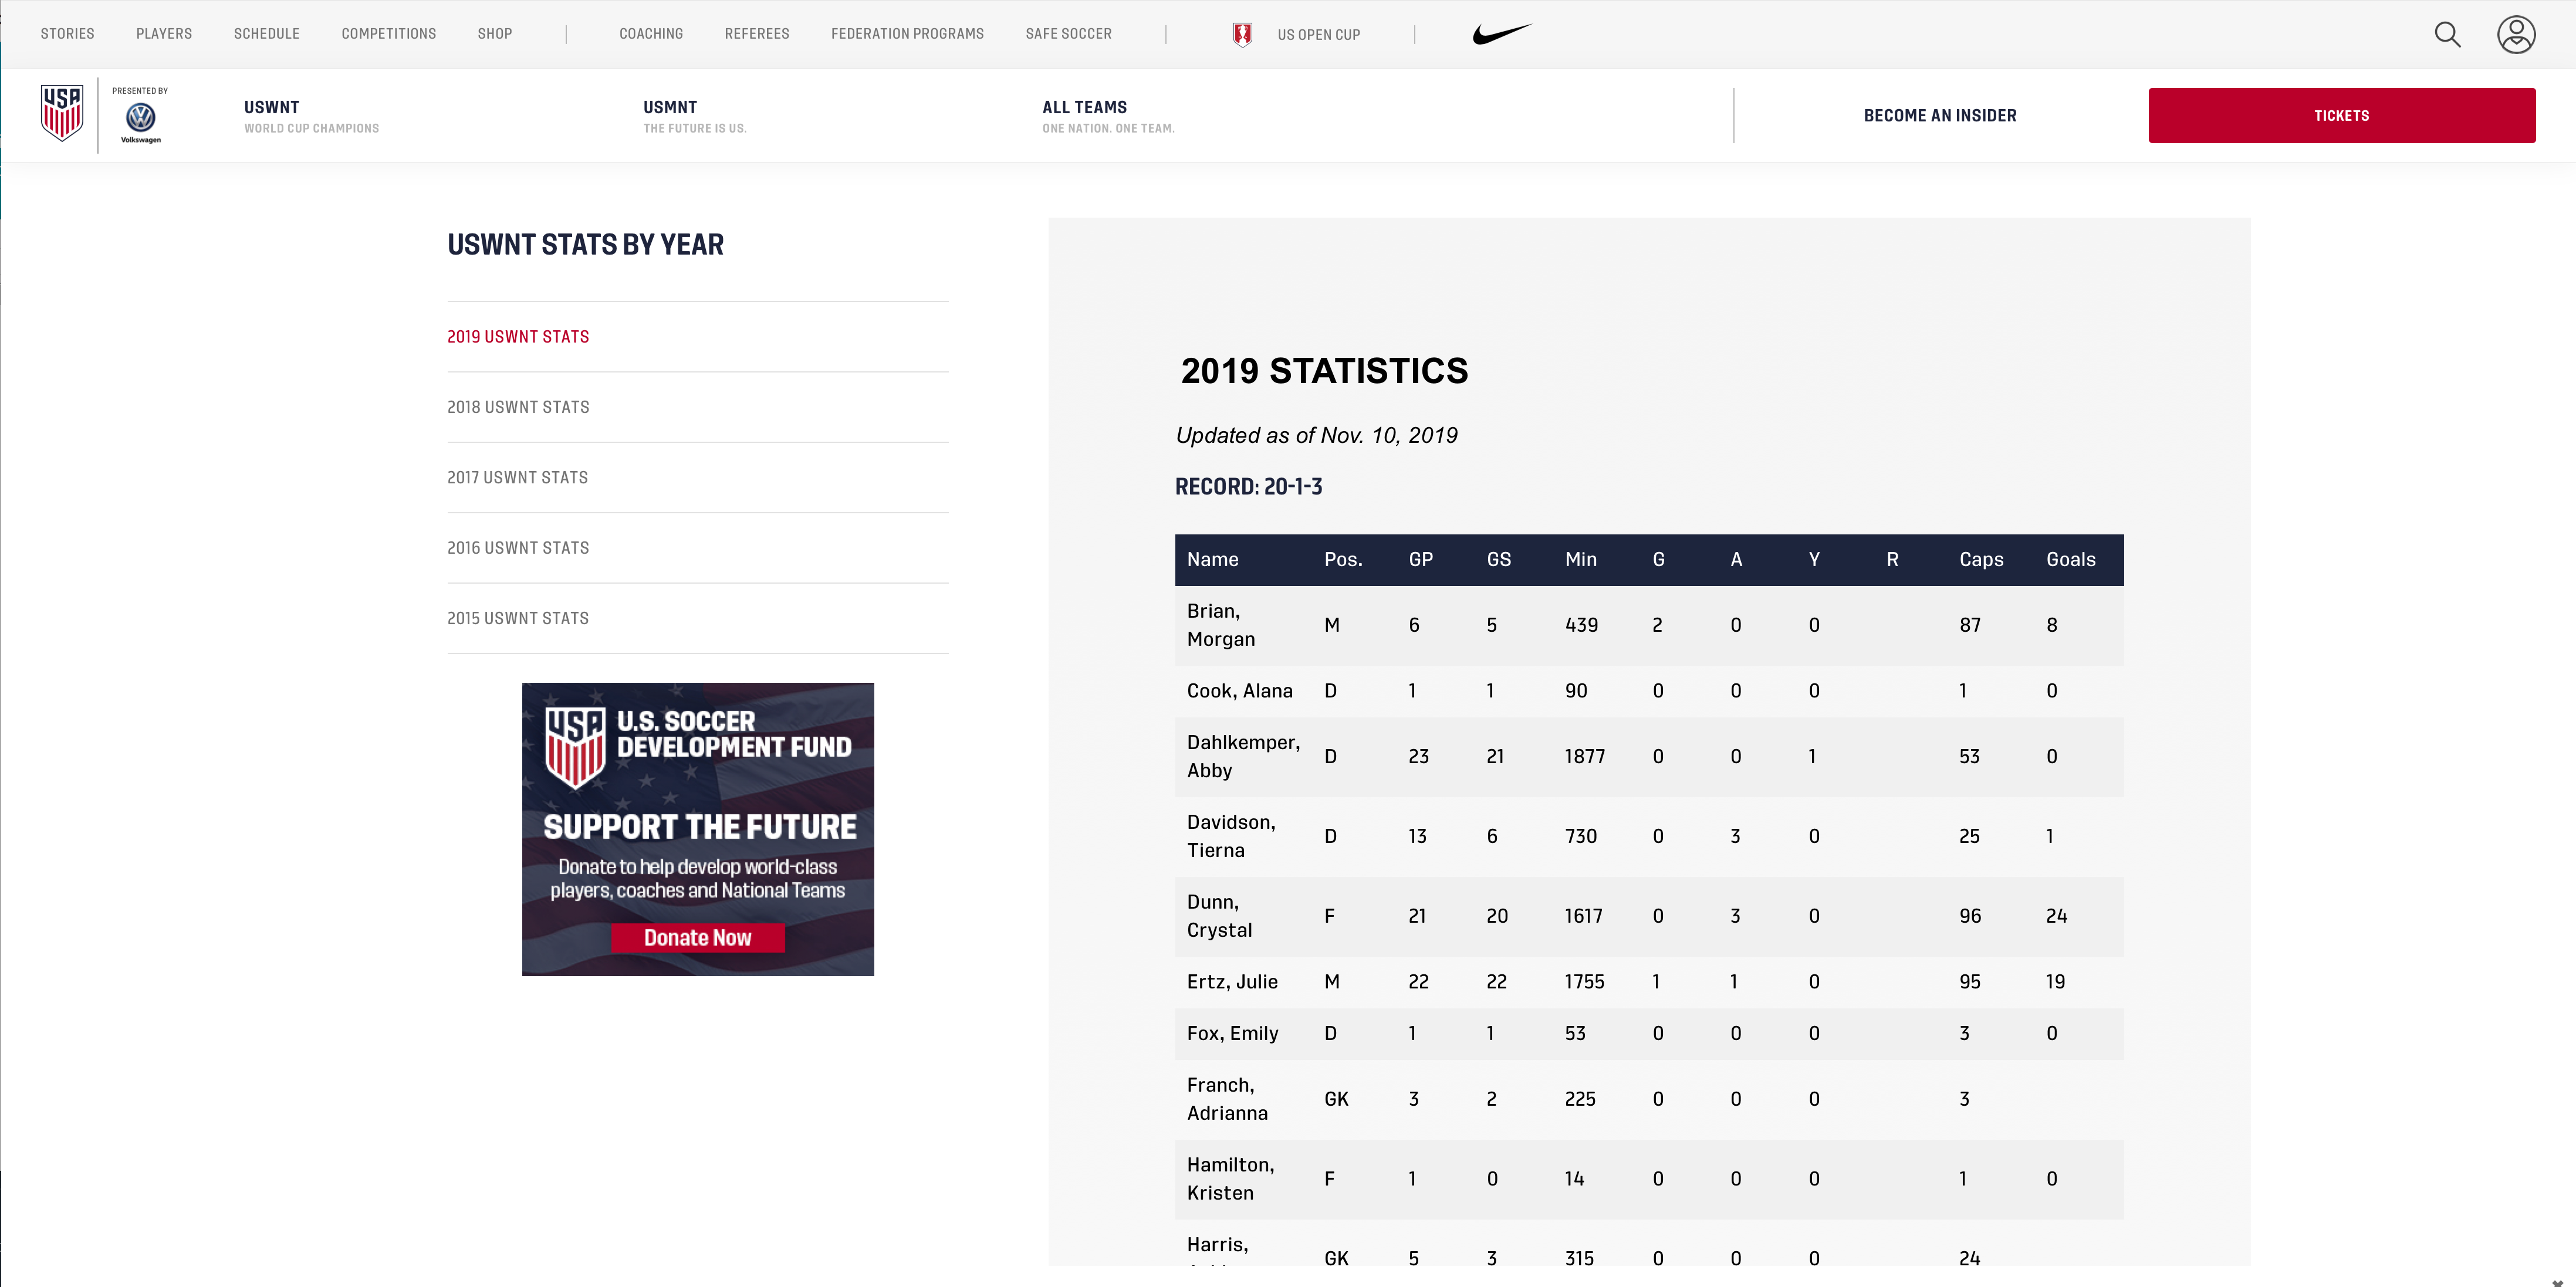 STORIES PLAYERS SCHEDULE COMPETITIONS SHOP COACHING REFEREES FEDERATION PROGRAMS SAFE SOCCER US OPEN CUP
USA
PRESENTED BY
Volkswagen
USWNT
WORLD CUP CHAMPIONS
USMNT
THE FUTURE IS US.
ALL TEAMS
ONE NATION. ONE TEAM.
BECOME AN INSIDER
TICKETS
USWNT STATS BY YEAR
2019 USWNT STATS
2018 USWNT STATS
2017 USWNT STATS
2016 USWNT STATS
2015 USWNT STATS
USA
U.S. SOCCER
DEVELOPMENT FUND
SUPPORT THE FUTURE
Donate to help develop world-class
players, coaches and National Teams
Donate Now
2019 STATISTICS
Updated as of Nov. 10, 2019
RECORD: 20-1-3
Name Pos. GP GS Min G A Y R Caps Goals
Brian,
Morgan M 6 5 439 2 0 0 87 8
Cook, Alana D 1 1 90 0 0 0 1 0
Dahlkemper,
Abby D 23 21 1877 0 0 1 53 0
Davidson,
Tierna D 13 6 730 0 3 0 25 1
Dunn,
Crystal F 21 20 1617 0 3 0 96 24
Ertz, Julie M 22 22 1755 1 1 0 95 19
Fox, Emily D 1 1 53 0 0 0 3 0
Franch,
Adrianna GK 3 2 225 0 0 0 3
Hamilton,
Kristen F 1 0 14 0 0 0 1 0
Harris,
GK 5 3 315 0 0 0 24